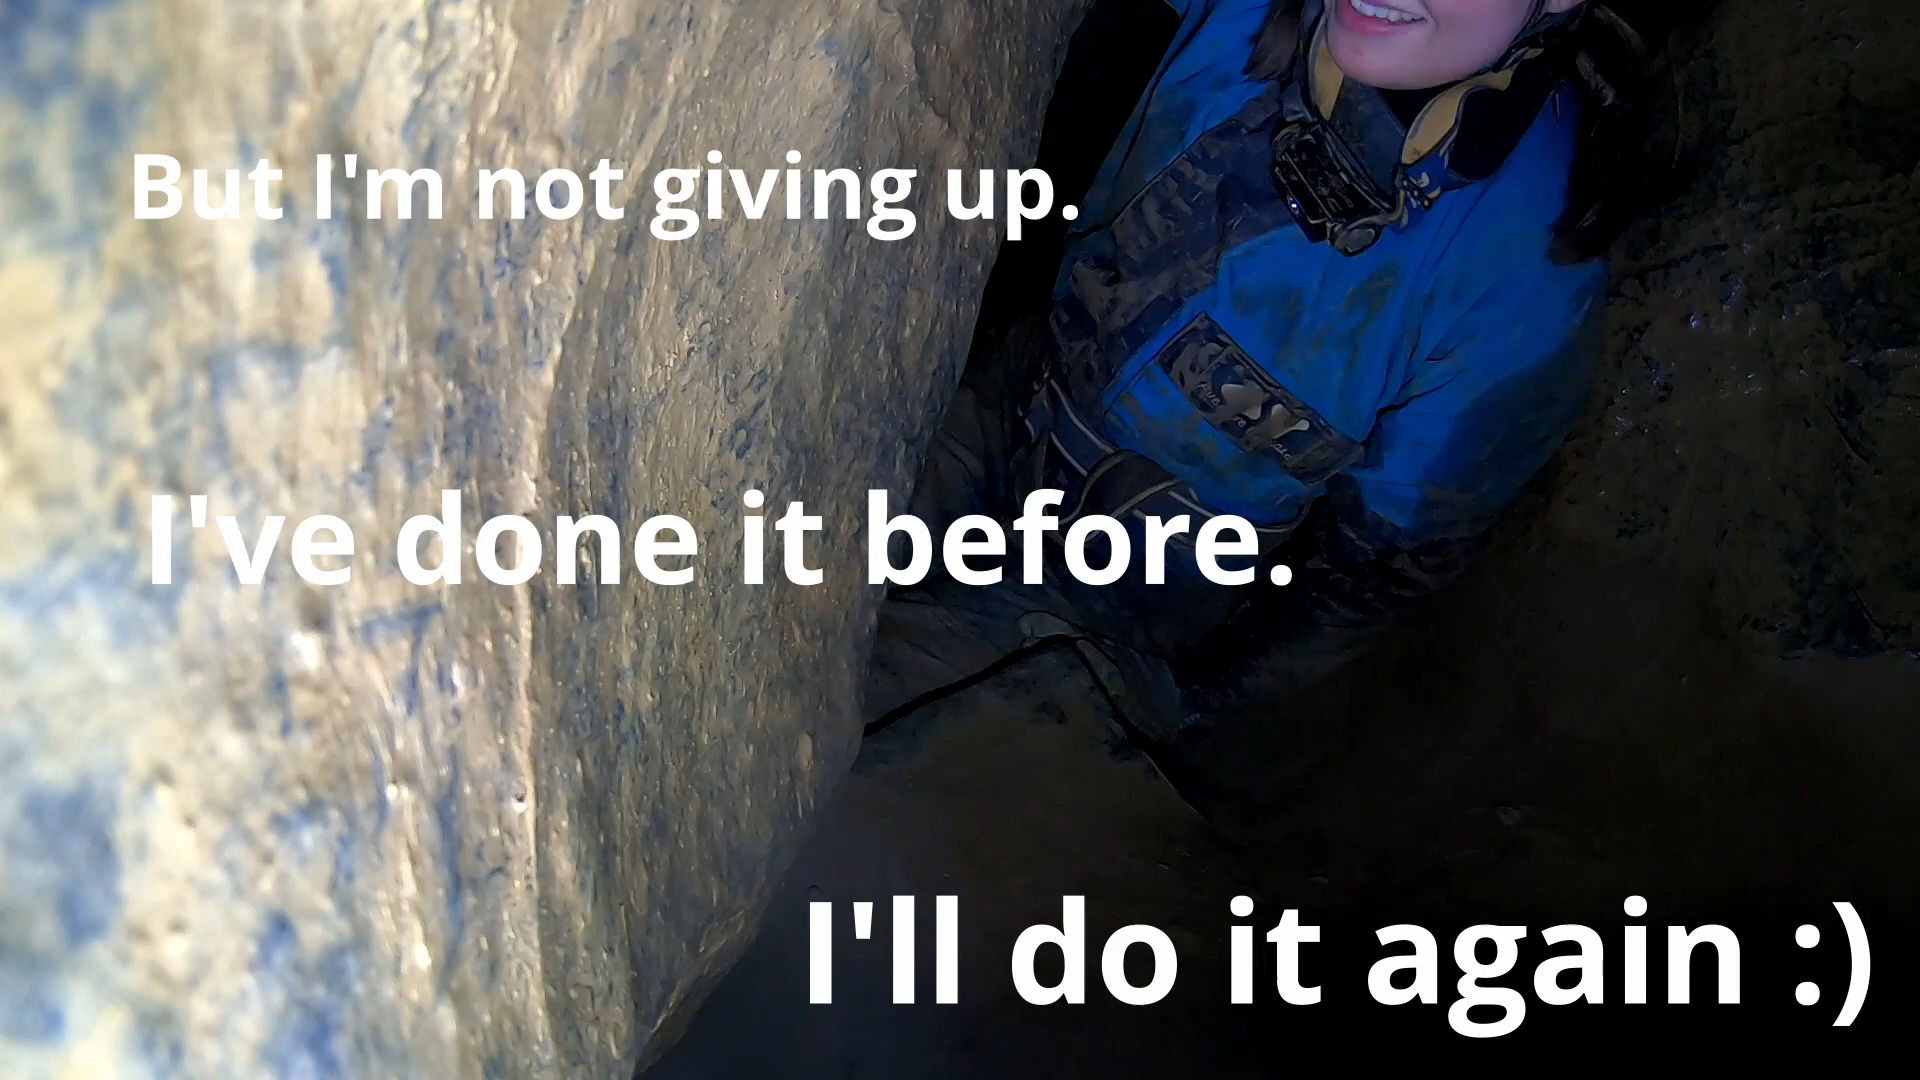 But I'm not giving up.
I've done it before.
I'll do it again :)